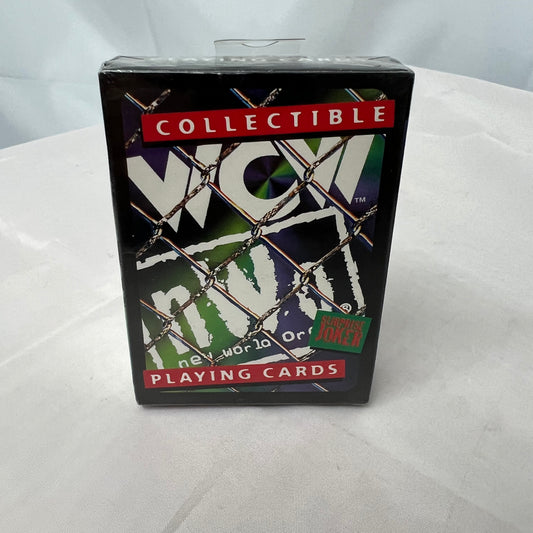 PLAYING CARDS
COLLECTIBLE
WCW
™
nWo
®
new world Order
SURPRISE
JOKER
PLAYING CARDS